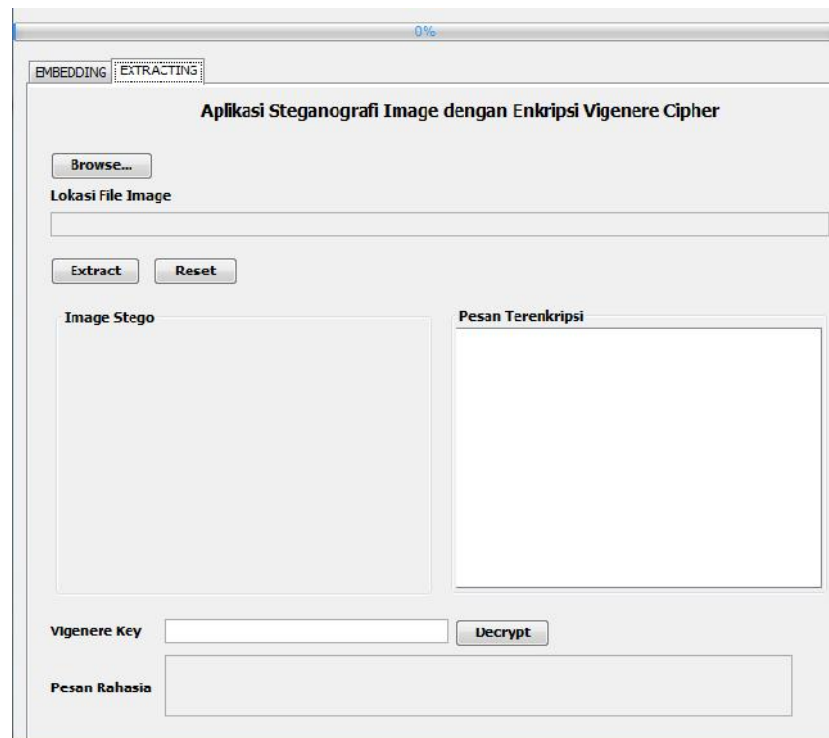 0%
EMBEDDING EXTRACTING
Aplikasi Steganografi Image dengan Enkripsi Vigenere Cipher
Browse...
Lokasi File Image
Extract Reset
Image Stego Pesan Terenkripsi
Vigenere Key Decrypt
Pesan Rahasia